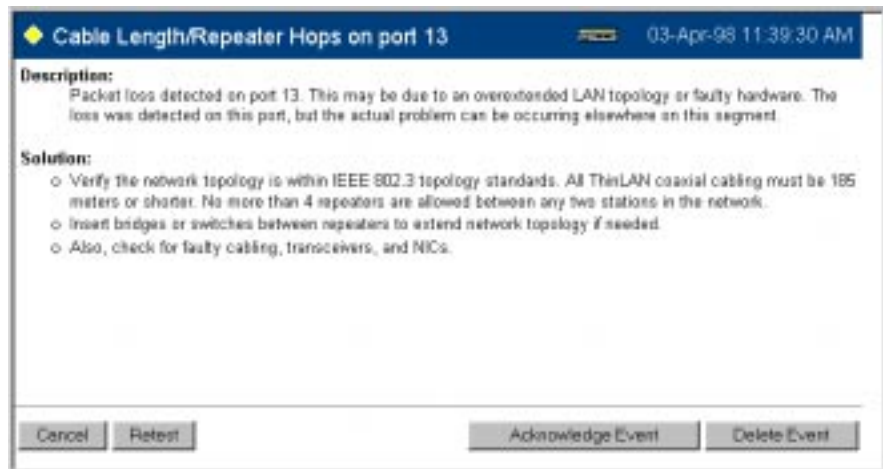 Cable Length/Repeater Hops on port 13 03-Apr-98 11:39:30 AM
Description:
Packet loss detected on port 13. This may be due to an overextended LAN topology or faulty hardware. The
loss was detected on this port, but the actual problem can be occurring elsewhere on this segment.
Solution:
o Verify the network topology is within IEEE 802.3 topology standards. All ThinLAN coaxial cabling must be 185
meters or shorter. No more than 4 repeaters are allowed between any two stations in the network.
o Insert bridges or switches between repeaters to extend network topology if needed.
o Also, check for faulty cabling, transceivers, and NICs.
Cancel Retest Acknowledge Event Delete Event